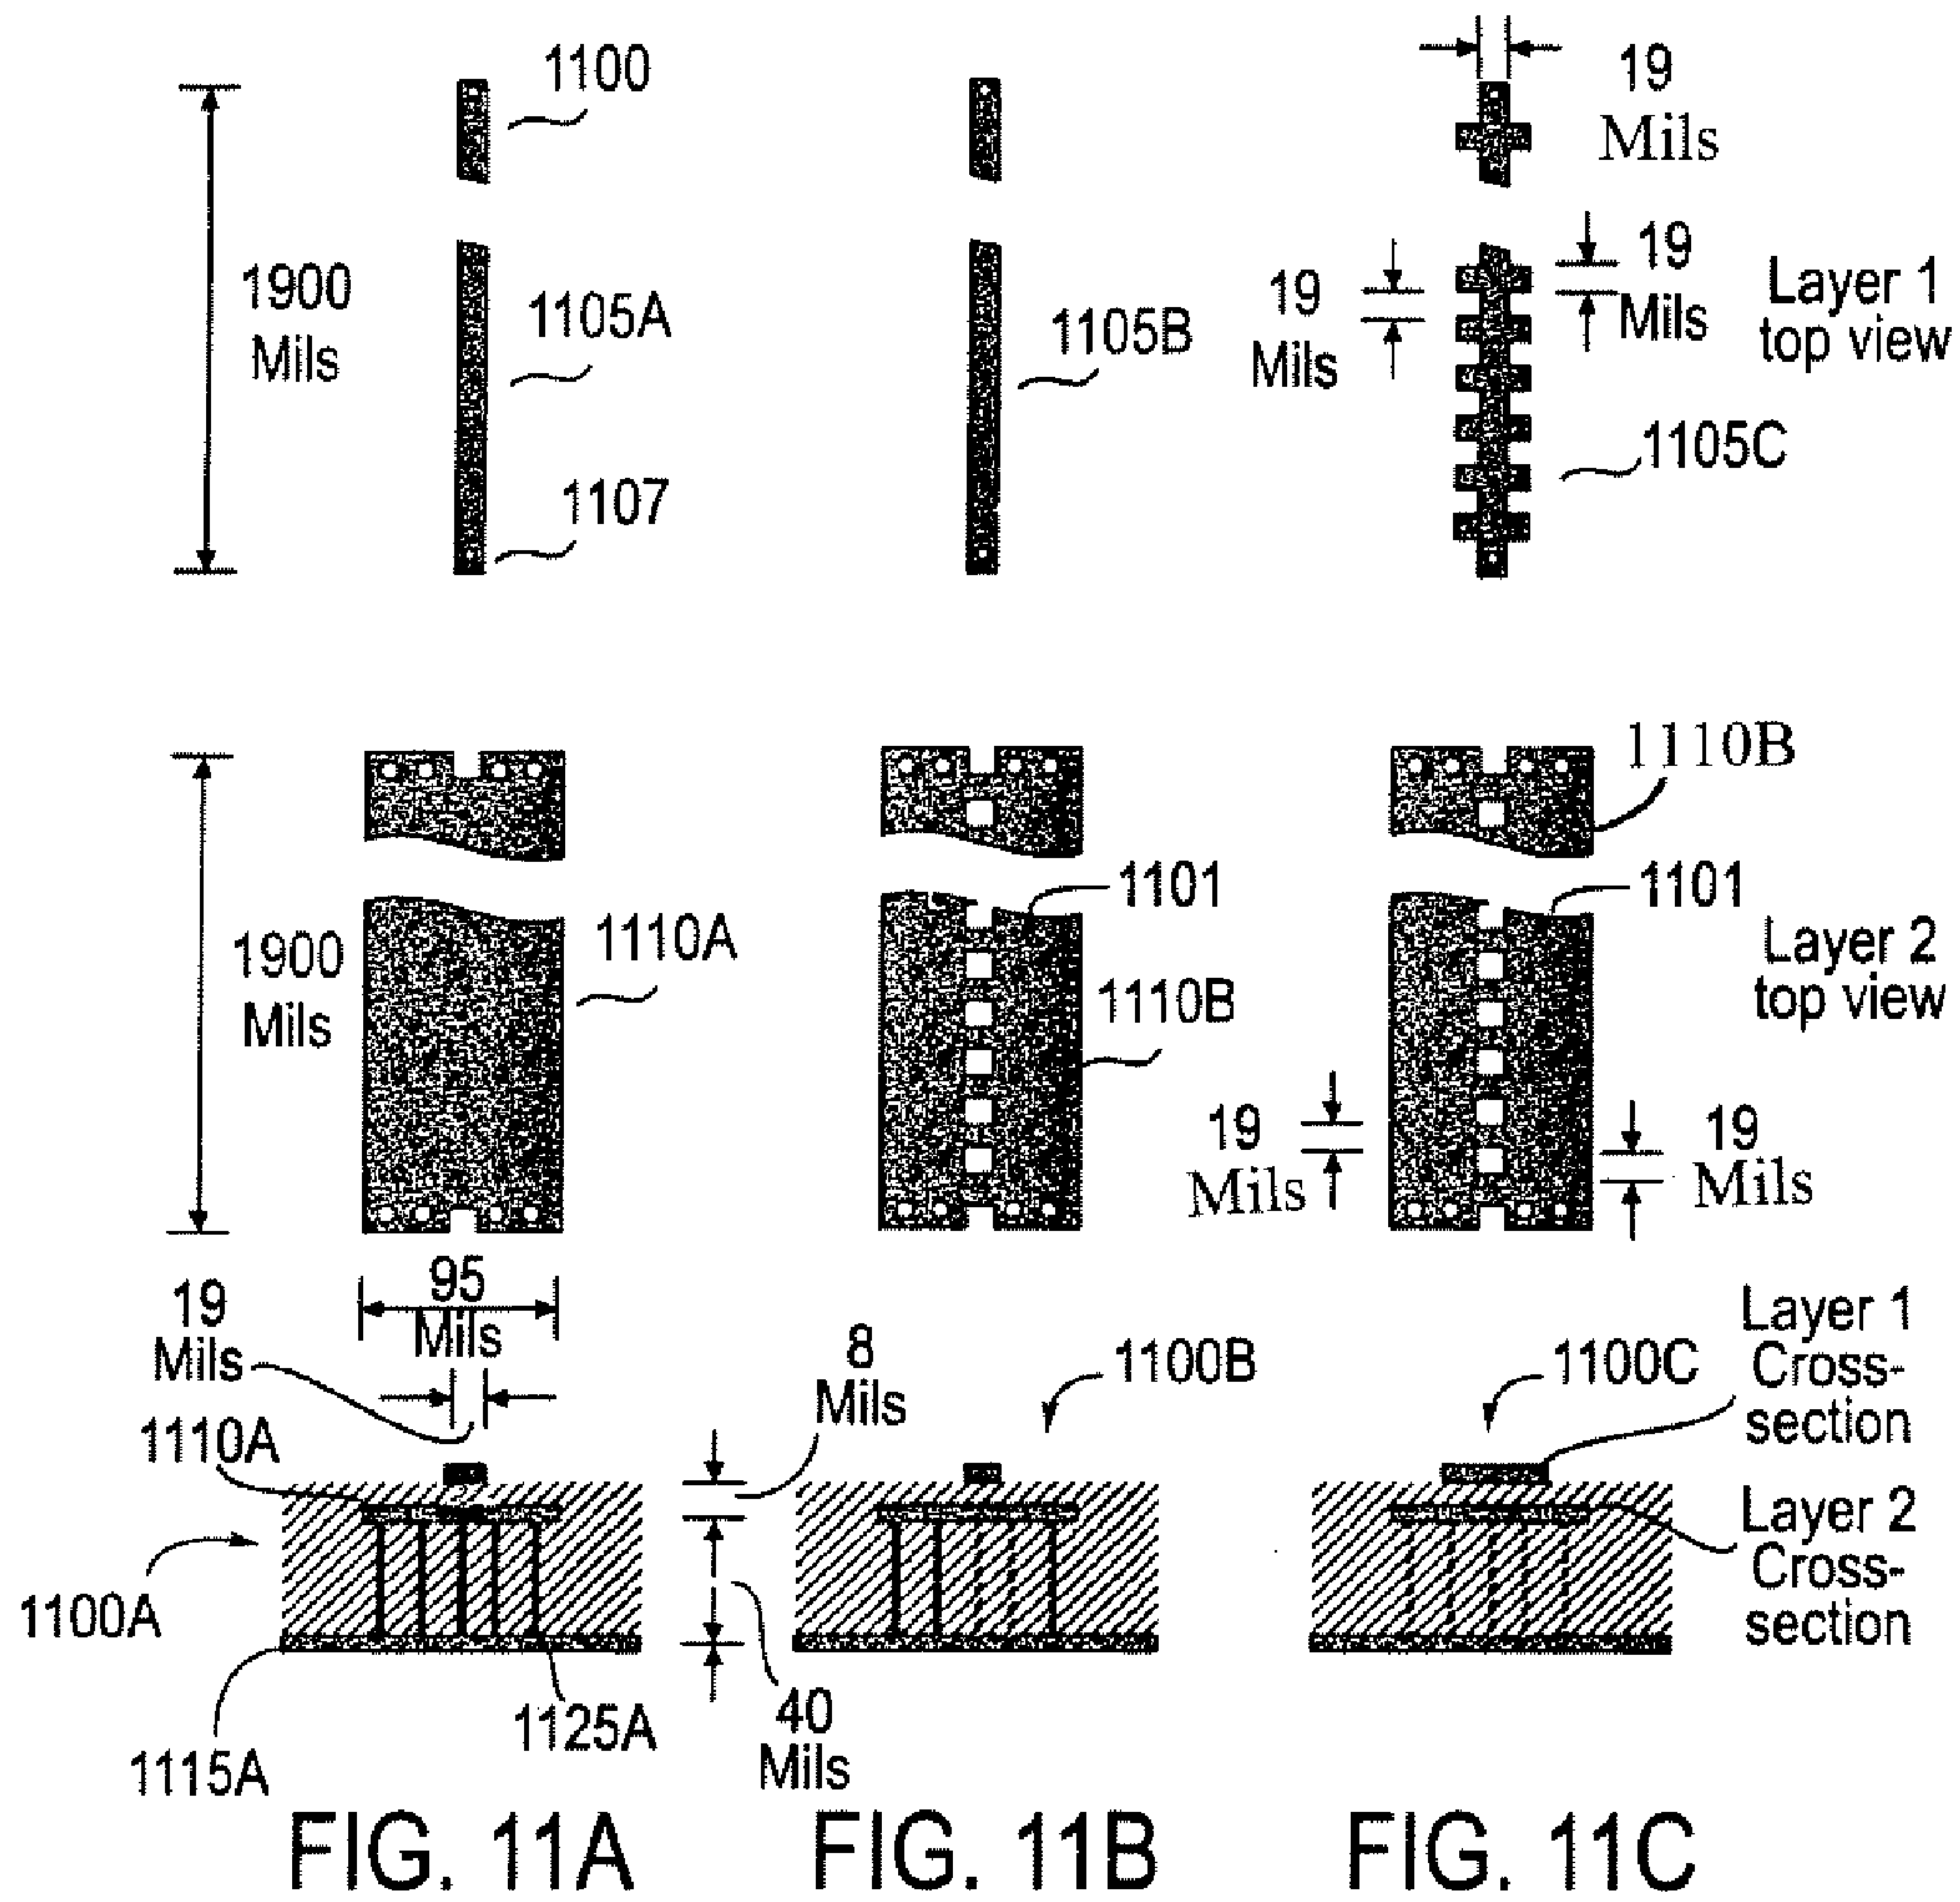 1100
19
Mils
1900
Mils
1105A
1105B
19
Mils
19
Mils
Layer 1
top view
1107
1105C
1110B
1101
1101
1900
Mils
1110A
1110B
Layer 2
top view
19
Mils
19
Mils
19
Mils
95
Mils
8
Mils
1100B
1100C
Layer 1
Cross-
section
1110A
1100A
Layer 2
Cross-
section
1115A
1125A
40
Mils
FIG. 11A
FIG. 11B
FIG. 11C